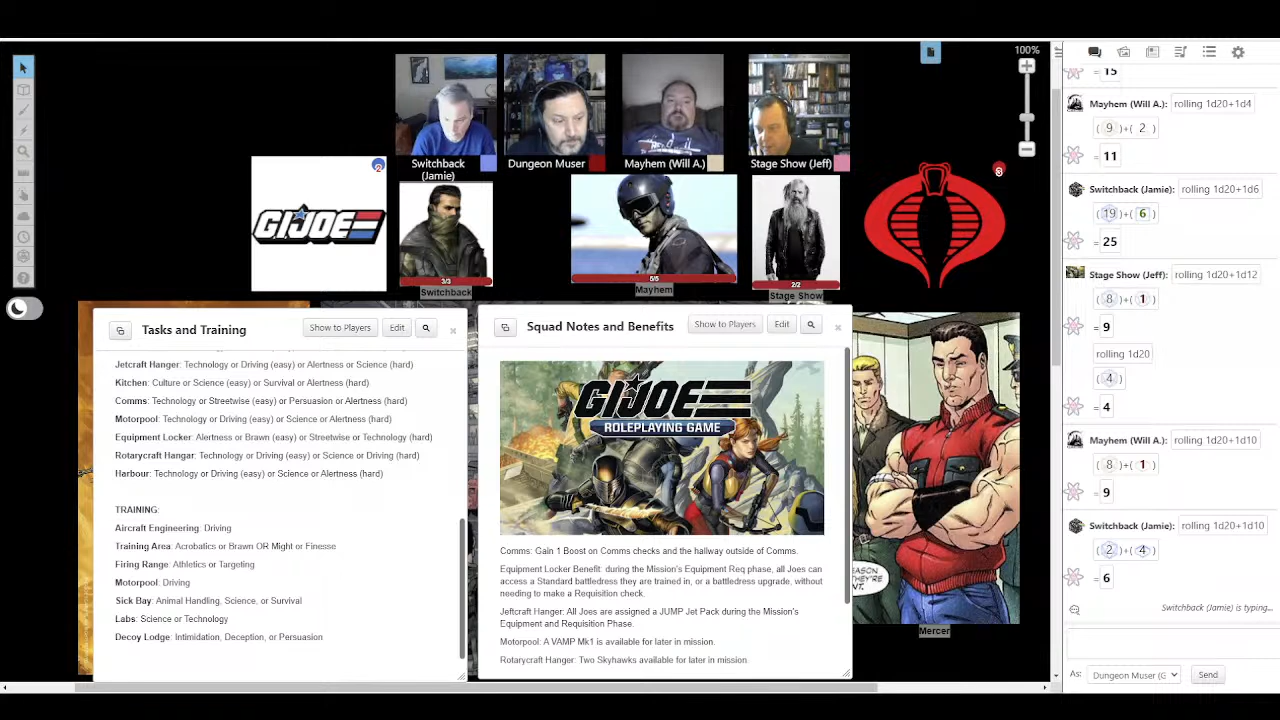 100%
15
=
Mayhem (Will A.): rolling 1d20+1d4
( 9 )+( 2 )
= 11
Switchback (Jamie): rolling 1d20+1d6
( 19 )+( 6 )
= 25
Stage Show (Jeff): rolling 1d20+1d12
( 8 )+( 1 )
= 9
rolling 1d20
( 4 )
= 4
Mayhem (Will A.): rolling 1d20+1d10
( 8 )+( 1 )
= 9
Switchback (Jamie): rolling 1d20+1d10
( 2 )+( 4 )
= 6
Switchback (Jamie) is typing...
As: Dungeon Muser (G
Send
Switchback
(Jamie)
Dungeon Muser
Mayhem (Will A.)
Stage Show (Jeff)
2
GI JOE
3/3
Switchback
5/5
Mayhem
2/2
Stage Show
8
Tasks and Training
Show to Players
Edit
×
Jetcraft Hanger: Technology or Driving (easy) or Alertness or Science (hard)
Kitchen: Culture or Science (easy) or Survival or Alertness (hard)
Comms: Technology or Streetwise (easy) or Persuation or Alertness (hard)
Motorpool: Technology or Driving (easy) or Science or Alertness (hard)
Equipment Locker: Alertness or Brawn (easy) or Streetwise or Technology (hard)
Rotarycraft Hangar: Technology or Driving (easy) or Science or Driving (hard)
Harbour: Technology or Driving (easy) or Science or Alertness (hard)
TRAINING:
Aircraft Engineering: Driving
Training Area: Acrobatics or Brawn OR Might or Finesse
Firing Range: Athletics or Targeting
Motorpool: Driving
Sick Bay: Animal Handling, Science, or Survival
Labs: Science or Technology
Decoy Lodge: Intimidation, Deception, or Persuasion
Squad Notes and Benefits
Show to Players
Edit
×
GI JOE
ROLEPLAYING GAME
Comms: Gain 1 Boost on Comms checks and the hallway outside of Comms.
Equipment Locker Benefit: during the Mission's Equipment Req phase, all Joes can
access a Standard battledress they are trained in, or a battledress upgrade, without
needing to make a Requisition check.
Jeftcraft Hanger: All Joes are assigned a JUMP Jet Pack during the Mission's
Equipment and Requisition Phase.
Motorpool: A VAMP Mk1 is available for later in mission.
Rotarycraft Hanger: Two Skyhawks available for later in mission.
Mercer